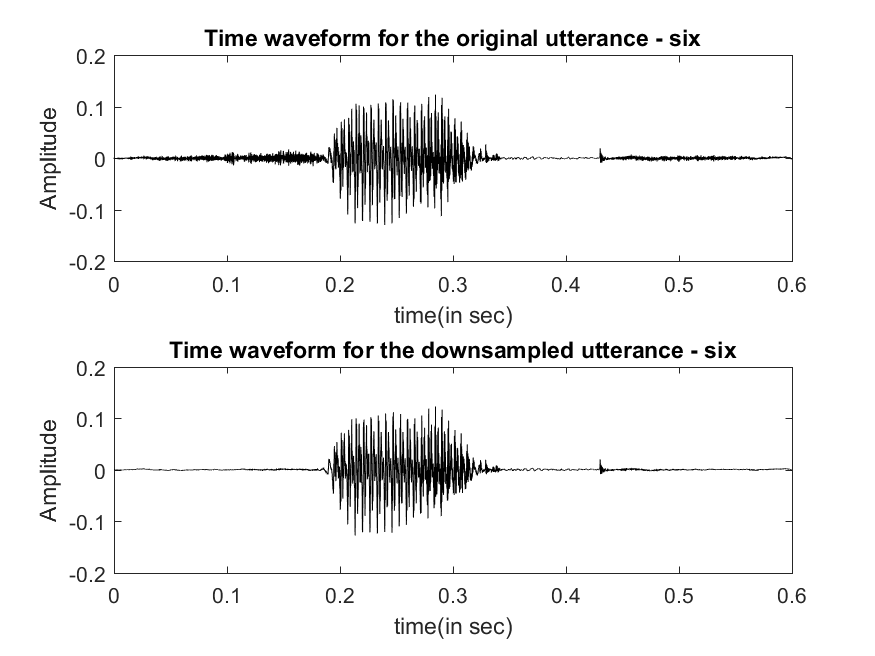 Time waveform for the original utterance - six
0.2
0.1
0
-0.1
-0.2
Amplitude
0 0.1 0.2 0.3 0.4 0.5 0.6
time(in sec)
Time waveform for the downsampled utterance - six
0.2
0.1
0
-0.1
-0.2
Amplitude
0 0.1 0.2 0.3 0.4 0.5 0.6
time(in sec)